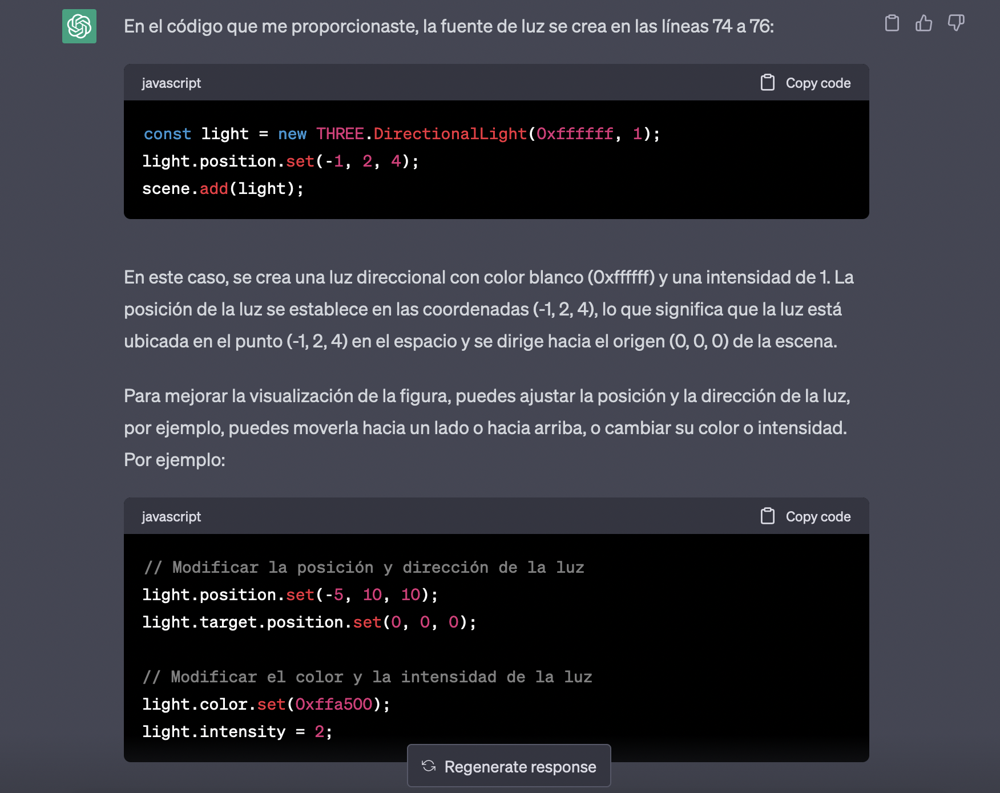 En el código que me proporcionaste, la fuente de luz se crea en las líneas 74 a 76:
javascript
Copy code
const light = new THREE.DirectionalLight(0xffffff, 1);
light.position.set(-1, 2, 4);
scene.add(light);
En este caso, se crea una luz direccional con color blanco (0xffffff) y una intensidad de 1. La
posición de la luz se establece en las coordenadas (-1, 2, 4), lo que significa que la luz está
ubicada en el punto (-1, 2, 4) en el espacio y se dirige hacia el origen (0, 0, 0) de la escena.
Para mejorar la visualización de la figura, puedes ajustar la posición y la dirección de la luz,
por ejemplo, puedes moverla hacia un lado o hacia arriba, o cambiar su color o intensidad.
Por ejemplo:
javascript
Copy code
// Modificar la posición y dirección de la luz
light.position.set(-5, 10, 10);
light.target.position.set(0, 0, 0);
// Modificar el color y la intensidad de la luz
light.color.set(0xffa500);
light.intensity = 2;
Regenerate response